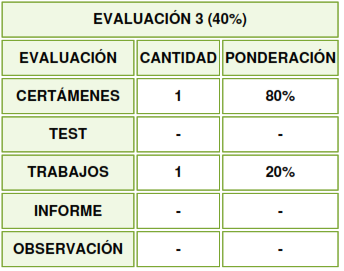 EVALUACIÓN 3 (40%)
EVALUACIÓN CANTIDAD PONDERACIÓN
CERTÁMENES 1 80%
TEST - -
TRABAJOS 1 20%
INFORME - -
OBSERVACIÓN - -